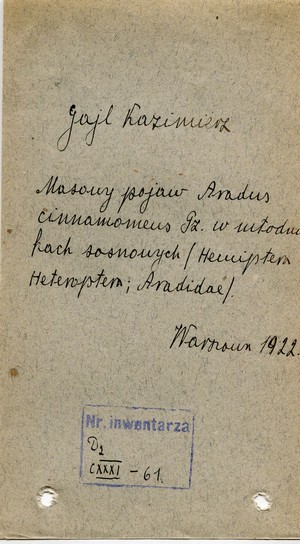 Gajl Kazimierz
Masowy pojaw Aradus
cinnamomeus Pz. w młodni
kach sosnowych (Hemiptera
Heteroptera; Aradidae).
Warszawa 1922.
Nr. inwentarza
D2
CXXXI - 61.